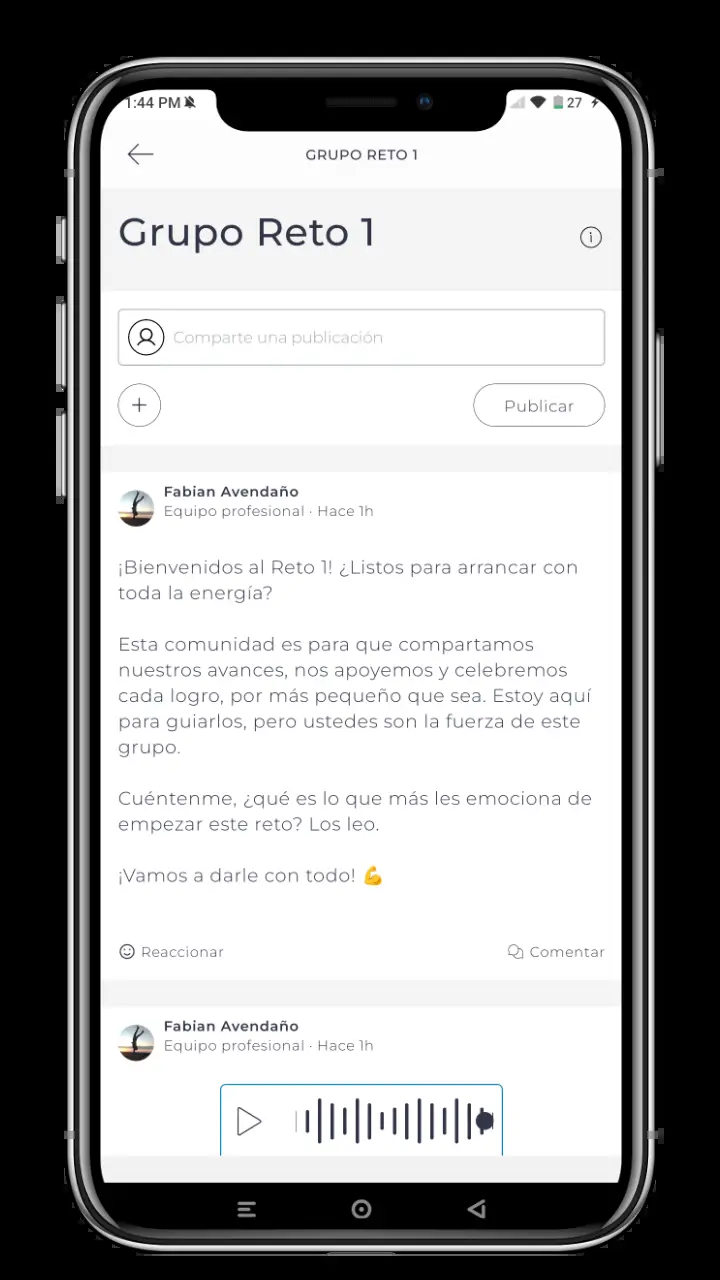 1:44 PM
27
GRUPO RETO 1
Grupo Reto 1
Comparte una publicación
Publicar
Fabian Avendaño
Equipo profesional · Hace 1h
¡Bienvenidos al Reto 1! ¿Listos para arrancar con
toda la energía?
Esta comunidad es para que compartamos
nuestros avances, nos apoyemos y celebremos
cada logro, por más pequeño que sea. Estoy aquí
para guiarlos, pero ustedes son la fuerza de este
grupo.
Cuéntenme, ¿qué es lo que más les emociona de
empezar este reto? Los leo.
¡Vamos a darle con todo! 💪
Reaccionar
Comentar
Fabian Avendaño
Equipo profesional · Hace 1h